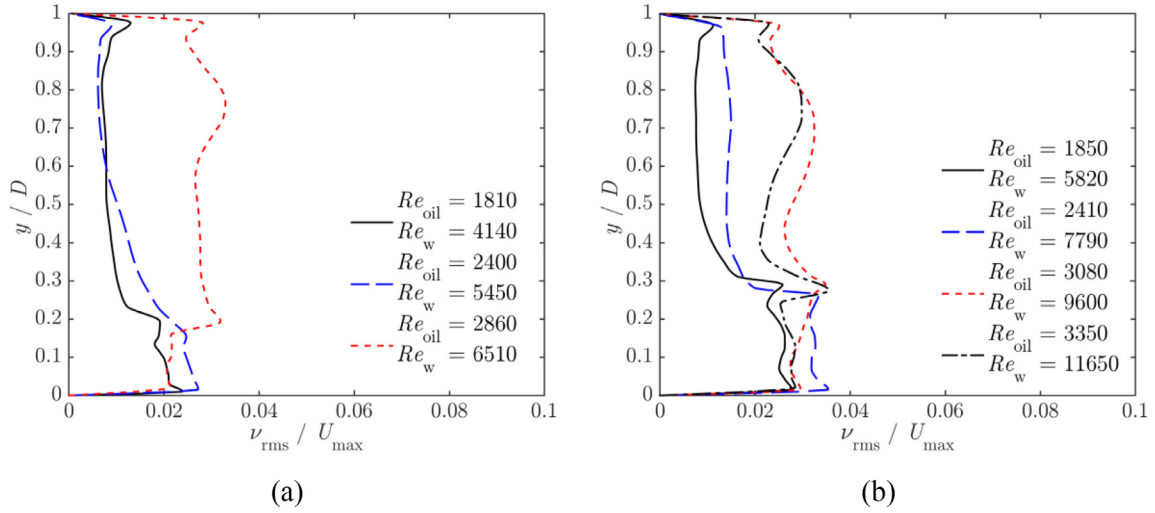 1
0.9
0.8
0.7
0.6
0.5
0.4
0.3
0.2
0.1
0
y / D
0 0.02 0.04 0.06 0.08 0.1
ν_rms / U_max
Re_oil = 1810
Re_w = 4140
Re_oil = 2400
Re_w = 5450
Re_oil = 2860
Re_w = 6510
(a)
1
0.9
0.8
0.7
0.6
0.5
0.4
0.3
0.2
0.1
0
y / D
0 0.02 0.04 0.06 0.08 0.1
ν_rms / U_max
Re_oil = 1850
Re_w = 5820
Re_oil = 2410
Re_w = 7790
Re_oil = 3080
Re_w = 9600
Re_oil = 3350
Re_w = 11650
(b)